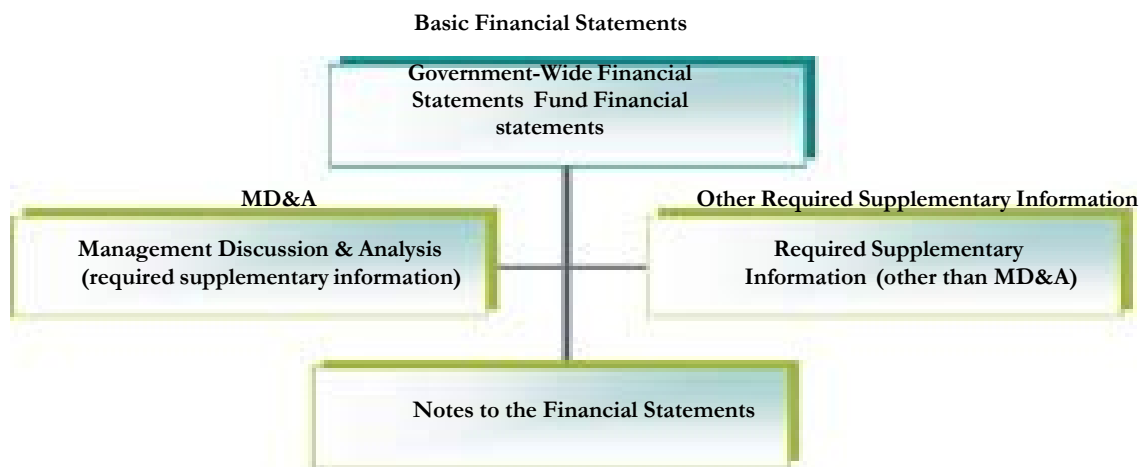 Basic Financial Statements
Government-Wide Financial
Statements Fund Financial
statements
MD&A
Management Discussion & Analysis
(required supplementary information)
Other Required Supplementary Information
Required Supplementary
Information (other than MD&A)
Notes to the Financial Statements